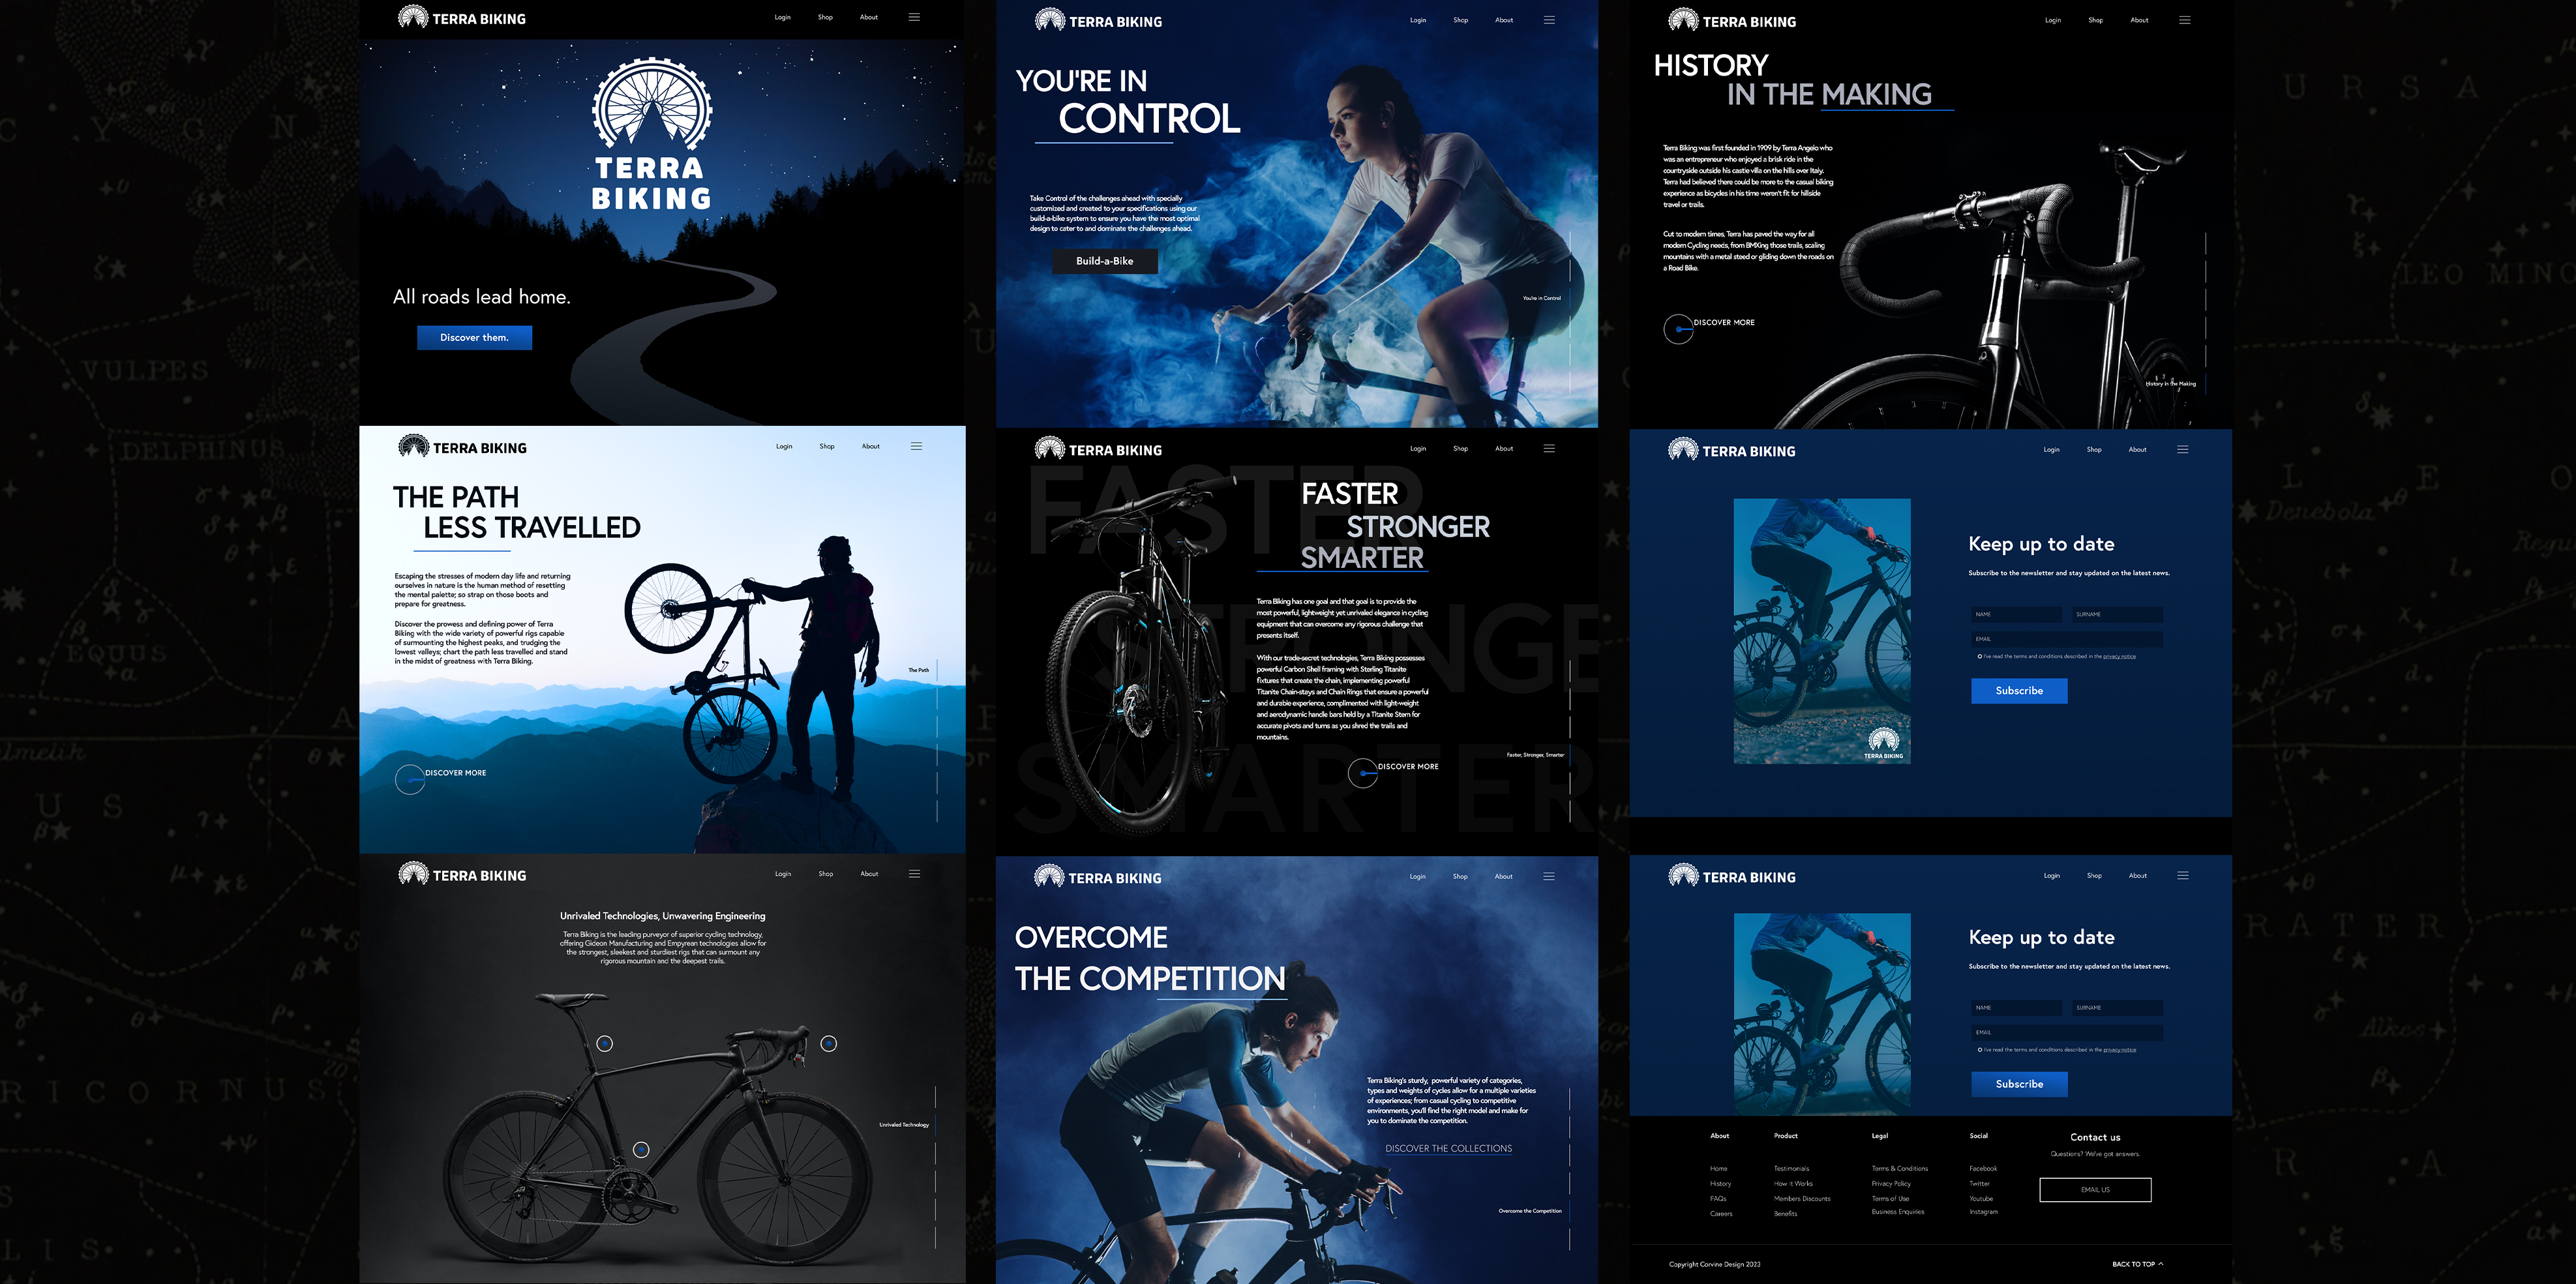 TERRA BIKING
Login Shop About
TERRA
BIKING
All roads lead home.
Discover them.
TERRA BIKING
Login Shop About
THE PATH
LESS TRAVELLED
Escaping the stresses of modern day life and returning
ourselves in nature is the human method of resetting
the mental palette; so strap on those boots and
prepare for greatness.
Discover the prowess and defining power of Terra
Biking with the wide variety of powerful rigs capable
of surmounting the highest peaks, and trudging the
lowest valleys; chart the path less travelled and stand
in the midst of greatness with Terra Biking.
The Path
DISCOVER MORE
TERRA BIKING
Login Shop About
Unrivaled Technologies, Unwavering Engineering
Terra Biking is the leading purveyor of superior cycling technology,
offering Gideon Manufacturing and Empyrean technologies allow for
the strongest, sleekest and sturdiest rigs that can surmount any
rigorous mountain and the deepest trails.
Unrivaled Technology
TERRA BIKING
Login Shop About
YOU'RE IN
CONTROL
Take Control of the challenges ahead with specially
customized and created to your specifications using our
build-a-bike system to ensure you have the most optimal
design to cater to and dominate the challenges ahead.
Build-a-Bike
You're in Control
TERRA BIKING
Login Shop About
FASTER
STRONGER
SMARTER
FASTER
STRONGE
SMARTER
Terra Biking has one goal and that goal is to provide the
most powerful, lightweight yet unrivaled elegance in cycling
equipment that can overcome any rigorous challenge that
presents itself.
With our trade-secret technologies, Terra Biking possesses
powerful Carbon Shell framing with Sterling Titanite
fixtures that create the chain, implementing powerful
Titanite Chain-stays and Chain Rings that ensure a powerful
and durable experience, complimented with light-weight
and aerodynamic handle bars held by a Titanite Stem for
accurate pivots and turns as you shred the trails and
mountains.
Faster, Stronger, Smarter
DISCOVER MORE
TERRA BIKING
Login Shop About
OVERCOME
THE COMPETITION
Terra Biking's sturdy, powerful variety of categories,
types and weights of cycles allow for a multiple varieties
of experiences; from casual cycling to competitive
environments, you'll find the right model and make for
you to dominate the competition.
DISCOVER THE COLLECTIONS
Overcome the Competition
TERRA BIKING
Login Shop About
HISTORY
IN THE MAKING
Terra Biking was first founded in 1909 by Terra Angelo who
was an entrepreneur who enjoyed a brisk ride in the
countryside outside his castle villa on the hills over Italy.
Terra had believed there could be more to the casual biking
experience as bicycles in his time weren't fit for hillside
travel or trails.
Cut to modern times, Terra has paved the way for all
modern Cycling needs, from BMXing those trails, scaling
mountains with a metal steed or gliding down the roads on
a Road Bike.
DISCOVER MORE
History in the Making
TERRA BIKING
Login Shop About
Keep up to date
Subscribe to the newsletter and stay updated on the latest news.
NAME SURNAME
EMAIL
I've read the terms and conditions described in the privacy notice
Subscribe
TERRA BIKING
TERRA BIKING
Login Shop About
Keep up to date
Subscribe to the newsletter and stay updated on the latest news.
NAME SURNAME
EMAIL
I've read the terms and conditions described in the privacy notice
Subscribe
About Product Legal Social Contact us
Questions? We've got answers.
Home Testimonials Terms & Conditions Facebook
History How it Works Privacy Policy Twitter
EMAIL US
FAQs Members Discounts Terms of Use Youtube
Careers Benefits Business Enquiries Instagram
Copyright Corvine Design 2023 BACK TO TOP
VULPES
DELPHINUS
EQUUS
U S
R I C O R N U S
U R S A
LEO MINO
Denebola
RATER
Alkes